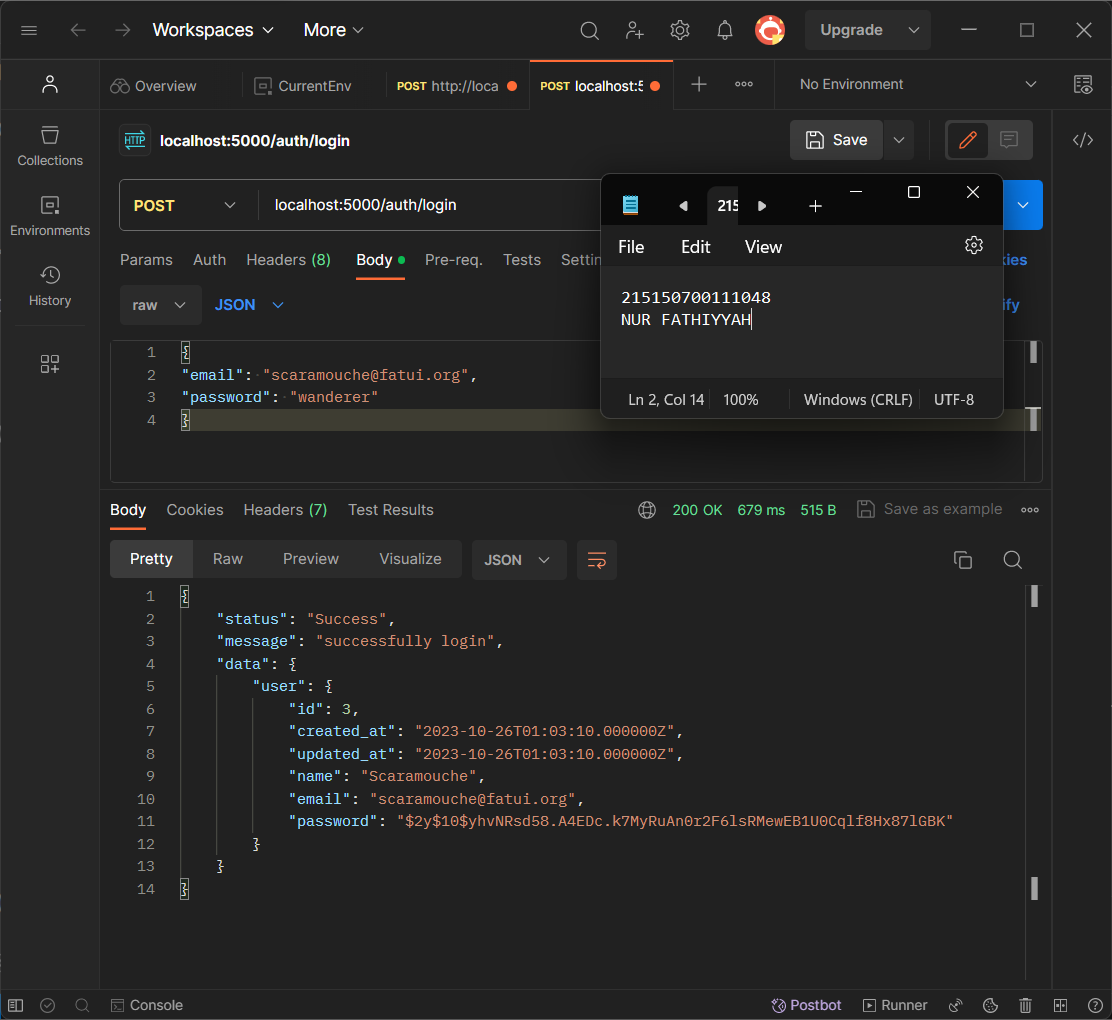 Workspaces More Upgrade
Overview CurrentEnv POST http://loca POST localhost:5 No Environment
HTTP localhost:5000/auth/login Save
Collections
Environments
History
POST localhost:5000/auth/login
Params Auth Headers (8) Body Pre-req. Tests Settin
raw JSON
1 {
2 "email": "scaramouche@fatui.org",
3 "password": "wanderer"
4 }
215
File Edit View
215150700111048
NUR FATHIYYAH
Ln 2, Col 14 100% Windows (CRLF) UTF-8
kies
ify
Body Cookies Headers (7) Test Results 200 OK 679 ms 515 B Save as example
Pretty Raw Preview Visualize JSON
1 {
2 "status": "Success",
3 "message": "successfully login",
4 "data": {
5 "user": {
6 "id": 3,
7 "created_at": "2023-10-26T01:03:10.000000Z",
8 "updated_at": "2023-10-26T01:03:10.000000Z",
9 "name": "Scaramouche",
10 "email": "scaramouche@fatui.org",
11 "password": "$2y$10$yhvNRsd58.A4EDc.k7MyRuAn0r2F6lsRMewEB1U0Cqlf8Hx87lGBK"
12 }
13 }
14 }
Console Postbot Runner